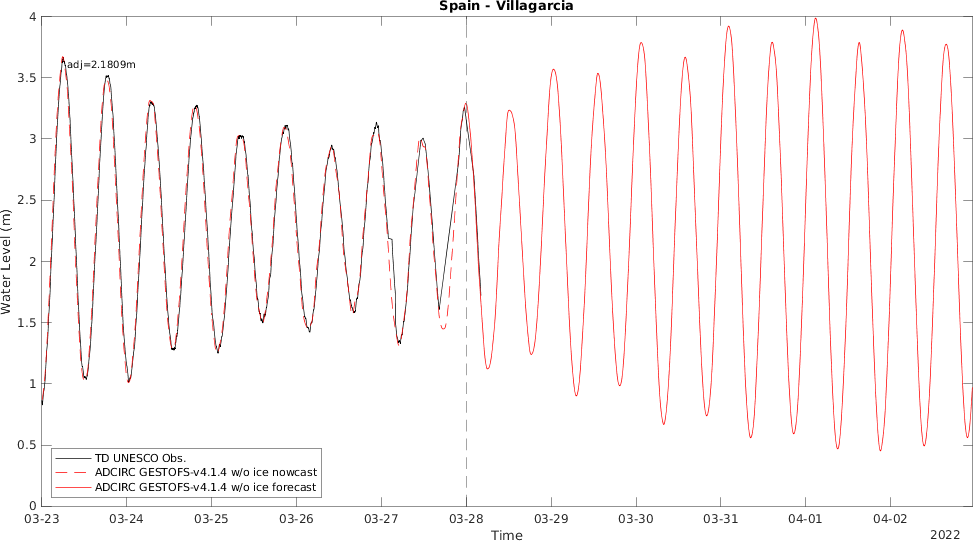 Spain - Villagarcia
adj=2.1809m
Water Level (m)
4
3.5
3
2.5
2
1.5
1
0.5
0
TD UNESCO Obs.
ADCIRC GESTOFS-v4.1.4 w/o ice nowcast
ADCIRC GESTOFS-v4.1.4 w/o ice forecast
03-23 03-24 03-25 03-26 03-27 03-28 03-29 03-30 03-31 04-01 04-02
Time
2022